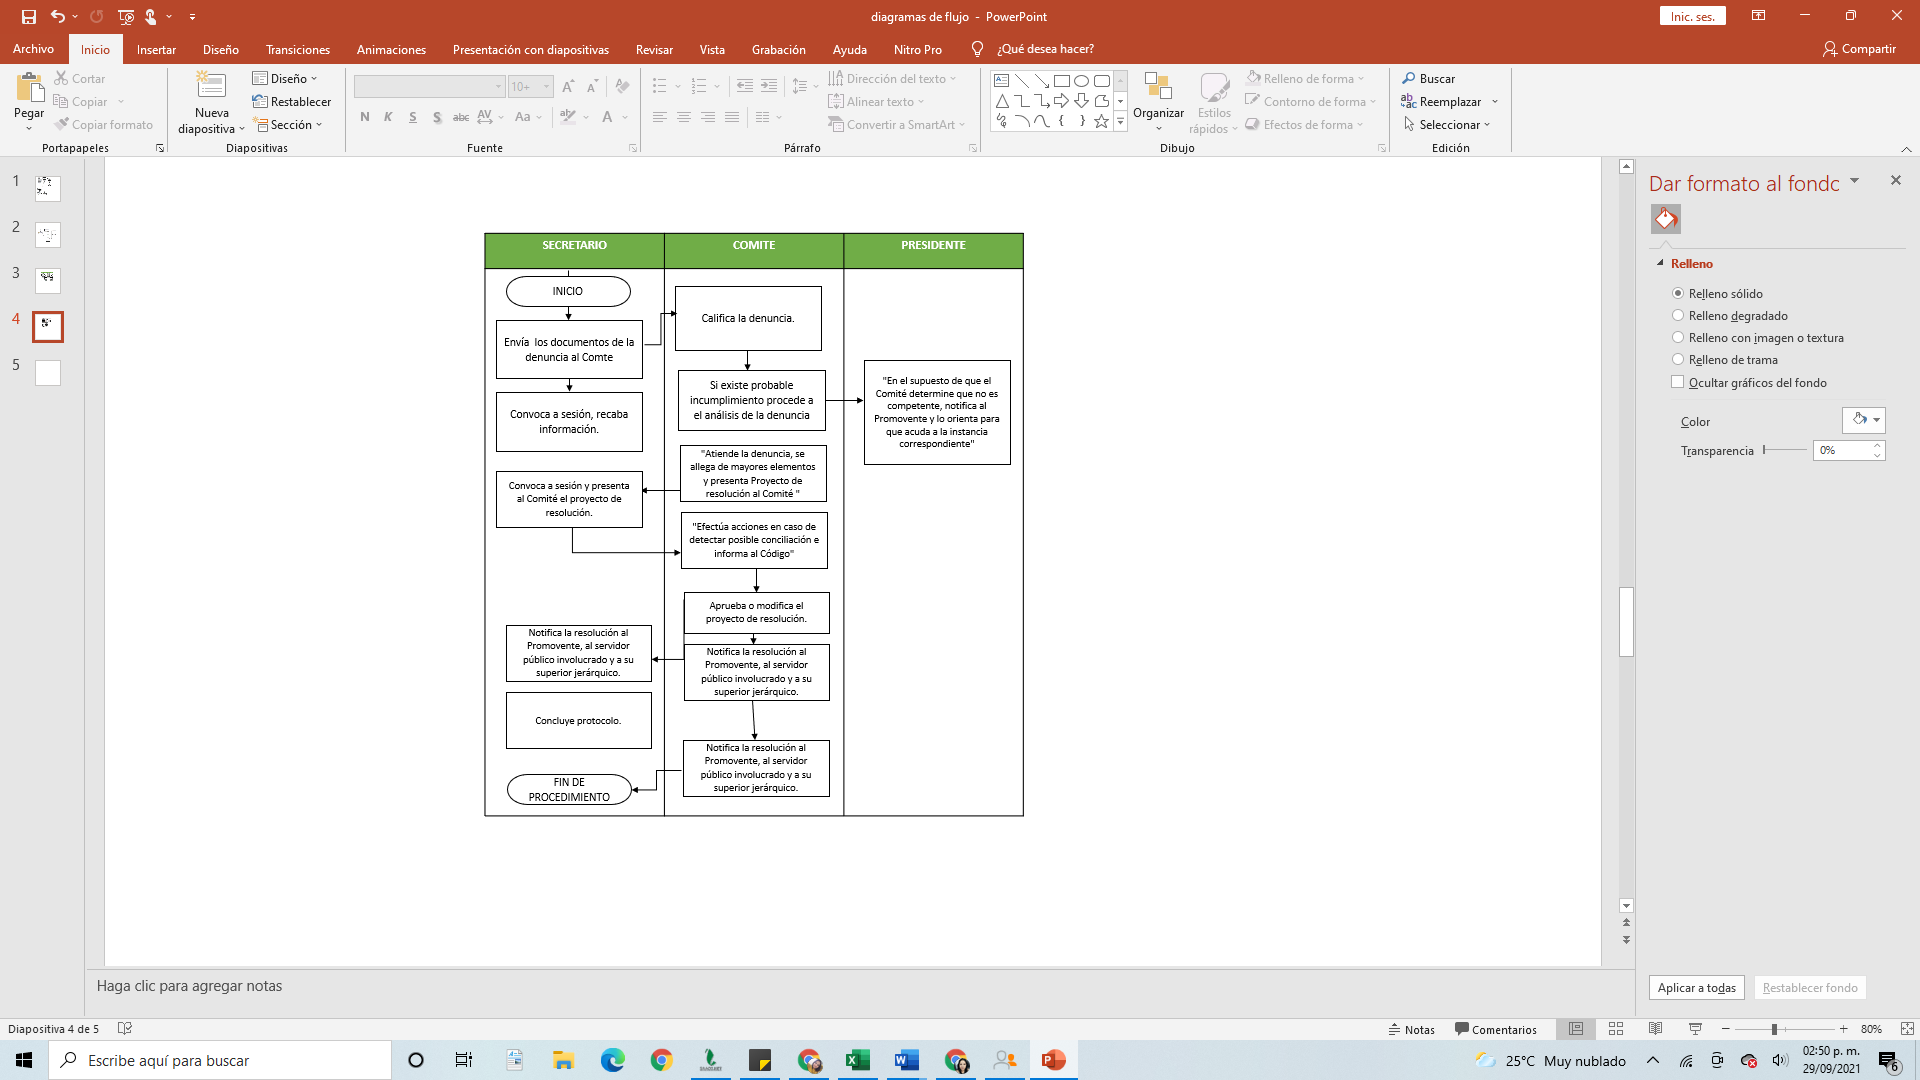 diagramas de flujo - PowerPoint
Inic. ses.
Archivo
Inicio
Insertar
Diseño
Transiciones
Animaciones
Presentación con diapositivas
Revisar
Vista
Grabación
Ayuda
Nitro Pro
¿Qué desea hacer?
Compartir
Pegar
Cortar
Copiar
Copiar formato
Portapapeles
Nueva
diapositiva
Diseño
Restablecer
Sección
Diapositivas
10+
N K S S abc AV Aa A
Fuente
Dirección del texto
Alinear texto
Convertir a SmartArt
Párrafo
Organizar
Estilos
rápidos
Relleno de forma
Contorno de forma
Efectos de forma
Dibujo
Buscar
Reemplazar
Seleccionar
Edición
1
2
3
4
5
SECRETARIO
COMITE
PRESIDENTE
INICIO
Envía los documentos de la
denuncia al Comte
Convoca a sesión, recaba
información.
Convoca a sesión y presenta
al Comité el proyecto de
resolución.
Notifica la resolución al
Promovente, al servidor
público involucrado y a su
superior jerárquico.
Concluye protocolo.
FIN DE
PROCEDIMIENTO
Califica la denuncia.
Si existe probable
incumplimiento procede a
el análisis de la denuncia
"Atiende la denuncia, se
allega de mayores elementos
y presenta Proyecto de
resolución al Comité "
"Efectúa acciones en caso de
detectar posible conciliación e
informa al Código"
Aprueba o modifica el
proyecto de resolución.
Notifica la resolución al
Promovente, al servidor
público involucrado y a su
superior jerárquico.
Notifica la resolución al
Promovente, al servidor
público involucrado y a su
superior jerárquico.
"En el supuesto de que el
Comité determine que no es
competente, notifica al
Promovente y lo orienta para
que acuda a la instancia
correspondiente"
Dar formato al fondo
Relleno
Relleno sólido
Relleno degradado
Relleno con imagen o textura
Relleno de trama
Ocultar gráficos del fondo
Color
Transparencia
0%
Aplicar a todas
Restablecer fondo
Haga clic para agregar notas
Diapositiva 4 de 5
Notas
Comentarios
80%
Escribe aquí para buscar
25°C Muy nublado
02:50 p. m.
29/09/2021
6